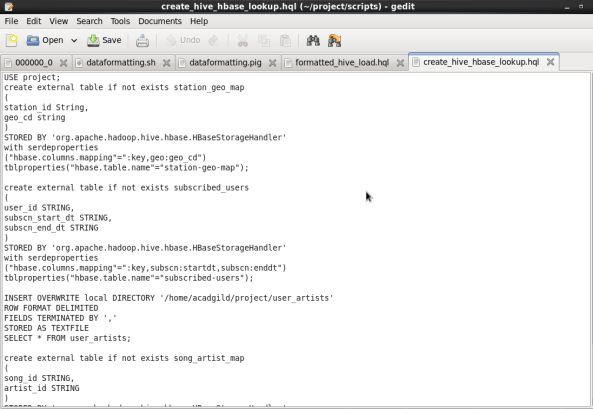 create_hive_hbase_lookup.hql (~/project/scripts) - gedit
File Edit View Search Tools Documents Help
Open Save Undo
000000_0 dataformatting.sh dataformatting.pig formatted_hive_load.hql create_hive_hbase_lookup.hql
USE project;
create external table if not exists station_geo_map
(
station_id String,
geo_cd string
)
STORED BY 'org.apache.hadoop.hive.hbase.HBaseStorageHandler'
with serdeproperties
("hbase.columns.mapping"=":key,geo:geo_cd")
tblproperties("hbase.table.name"="station-geo-map");
create external table if not exists subscribed_users
(
user_id STRING,
subscn_start_dt STRING,
subscn_end_dt STRING
)
STORED BY 'org.apache.hadoop.hive.hbase.HBaseStorageHandler'
with serdeproperties
("hbase.columns.mapping"=":key,subscn:startdt,subscn:enddt")
tblproperties("hbase.table.name"="subscribed-users");
INSERT OVERWRITE local DIRECTORY '/home/acadgild/project/user_artists'
ROW FORMAT DELIMITED
FIELDS TERMINATED BY ','
STORED AS TEXTFILE
SELECT * FROM user_artists;
create external table if not exists song_artist_map
(
song_id STRING,
artist_id STRING
)